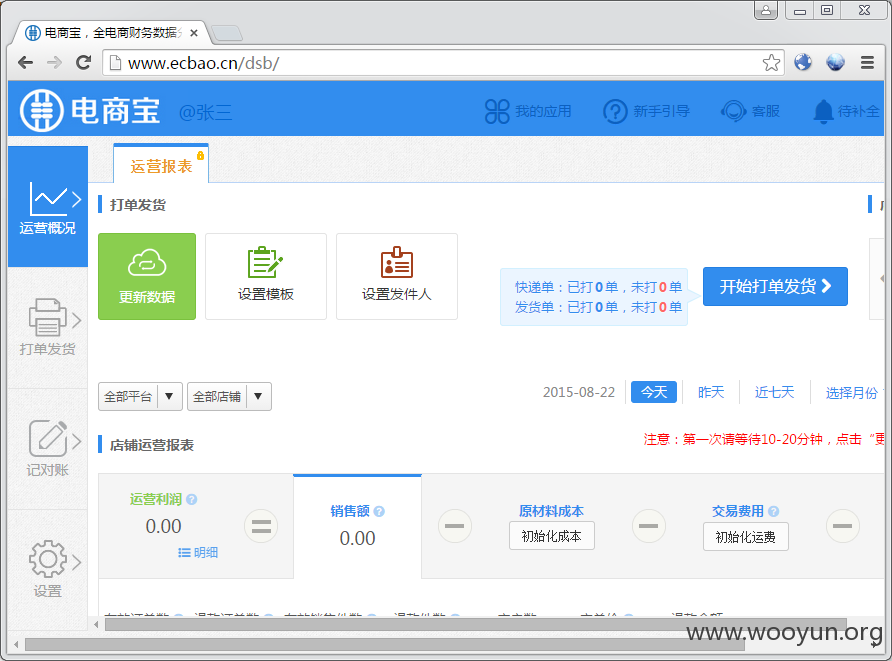 电商宝，全电商财务数据
www.ecbao.cn/dsb/
电商宝 @张三 我的应用 新手引导 客服 待补全
运营报表
运营概况
打单发货
更新数据 设置模板 设置发件人
快递单：已打0单，未打0单
发货单：已打0单，未打0单
开始打单发货
打单发货
全部平台 全部店铺
2015-08-22 今天 昨天 近七天 选择月份
店铺运营报表
注意：第一次请等待10-20分钟，点击“更
记对账
运营利润 销售额 原材料成本 交易费用
0.00 0.00 初始化成本 初始化运费
明细
设置
www.wooyun.org